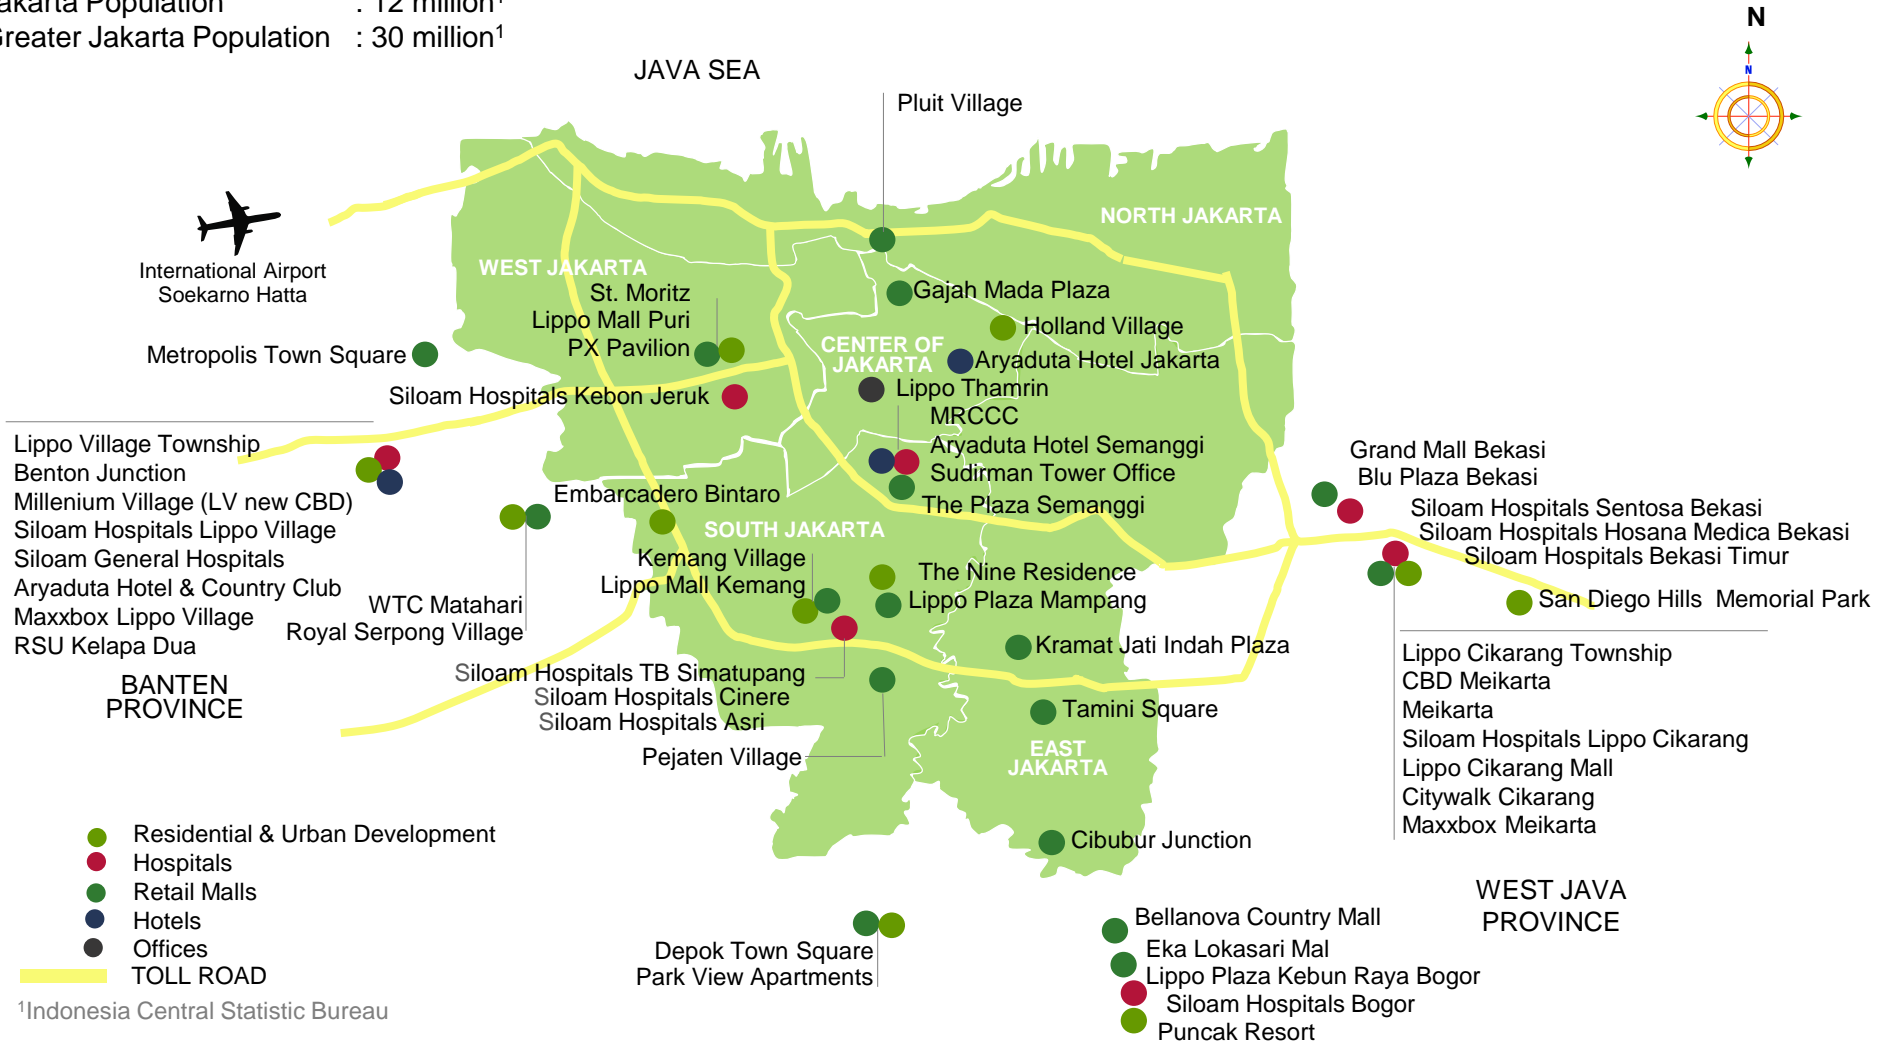 Jakarta Population : 12 million¹
Greater Jakarta Population : 30 million¹
N
N
JAVA SEA
Pluit Village
NORTH JAKARTA
WEST JAKARTA
International Airport
Soekarno Hatta
St. Moritz
Lippo Mall Puri
PX Pavilion
Gajah Mada Plaza
Holland Village
CENTER OF
JAKARTA
Aryaduta Hotel Jakarta
Metropolis Town Square
Lippo Thamrin
Siloam Hospitals Kebon Jeruk
MRCCC
Aryaduta Hotel Semanggi
Sudirman Tower Office
The Plaza Semanggi
Lippo Village Township
Benton Junction
Millenium Village (LV new CBD)
Siloam Hospitals Lippo Village
Siloam General Hospitals
Aryaduta Hotel & Country Club
Maxxbox Lippo Village
RSU Kelapa Dua
Embarcadero Bintaro
SOUTH JAKARTA
Kemang Village
Lippo Mall Kemang
The Nine Residence
Lippo Plaza Mampang
WTC Matahari
Royal Serpong Village
Kramat Jati Indah Plaza
Siloam Hospitals TB Simatupang
Siloam Hospitals Cinere
Siloam Hospitals Asri
Pejaten Village
Tamini Square
EAST
JAKARTA
Cibubur Junction
Grand Mall Bekasi
Blu Plaza Bekasi
Siloam Hospitals Sentosa Bekasi
Siloam Hospitals Hosana Medica Bekasi
Siloam Hospitals Bekasi Timur
San Diego Hills Memorial Park
Lippo Cikarang Township
CBD Meikarta
Meikarta
Siloam Hospitals Lippo Cikarang
Lippo Cikarang Mall
Citywalk Cikarang
Maxxbox Meikarta
BANTEN
PROVINCE
WEST JAVA
PROVINCE
Residential & Urban Development
Hospitals
Retail Malls
Hotels
Offices
TOLL ROAD
¹Indonesia Central Statistic Bureau
Depok Town Square
Park View Apartments
Bellanova Country Mall
Eka Lokasari Mal
Lippo Plaza Kebun Raya Bogor
Siloam Hospitals Bogor
Puncak Resort